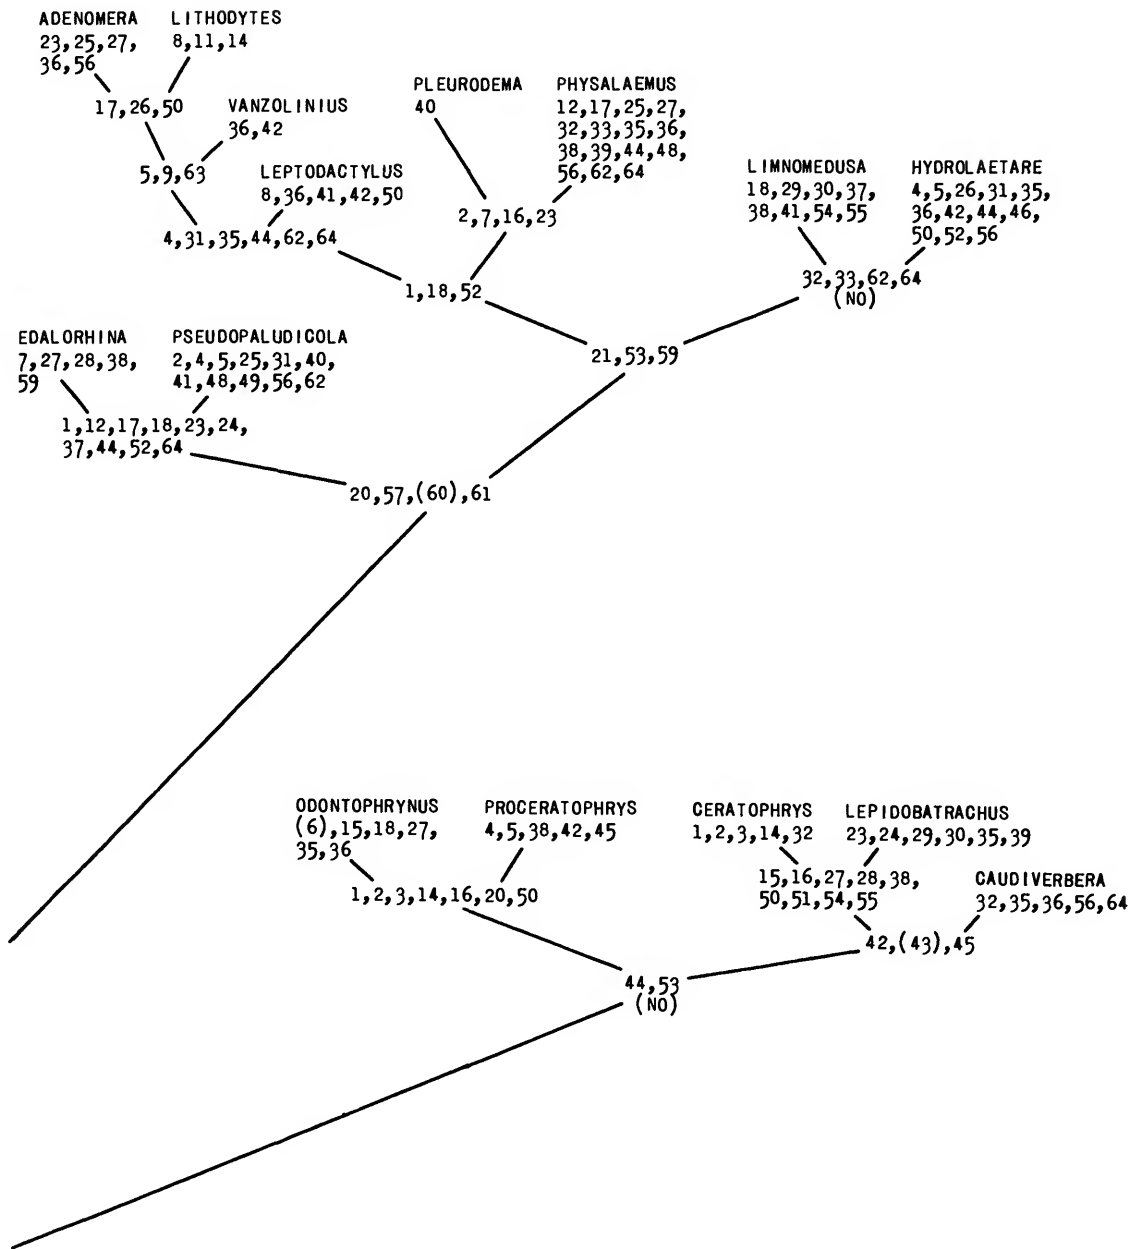 ADENOMERA
23,25,27,
36,56
LITHODYTES
8,11,14
17,26,50
VANZOLINIUS
36,42
5,9,63
LEPTODACTYLUS
8,36,41,42,50
4,31,35,44,62,64
PLEURODEMA
40
PHYSALAEMUS
12,17,25,27,
32,33,35,36,
38,39,44,48,
56,62,64
2,7,16,23
1,18,52
LIMNOMEDUSA
18,29,30,37,
38,41,54,55
HYDROLAETARE
4,5,26,31,35,
36,42,44,46,
50,52,56
32,33,62,64
(NO)
21,53,59
EDALORHINA
7,27,28,38,
59
PSEUDOPALUDICOLA
2,4,5,25,31,40,
41,48,49,56,62
1,12,17,18,23,24,
37,44,52,64
20,57,(60),61
ODONTOPHRYNUS
(6),15,18,27,
35,36
PROCERATOPHRYS
4,5,38,42,45
1,2,3,14,16,20,50
CERATOPHRYS
1,2,3,14,32
LEPIDOBATRACHUS
23,24,29,30,35,39
15,16,27,28,38,
50,51,54,55
CAUDIVERBERA
32,35,36,56,64
42,(43),45
44,53
(NO)